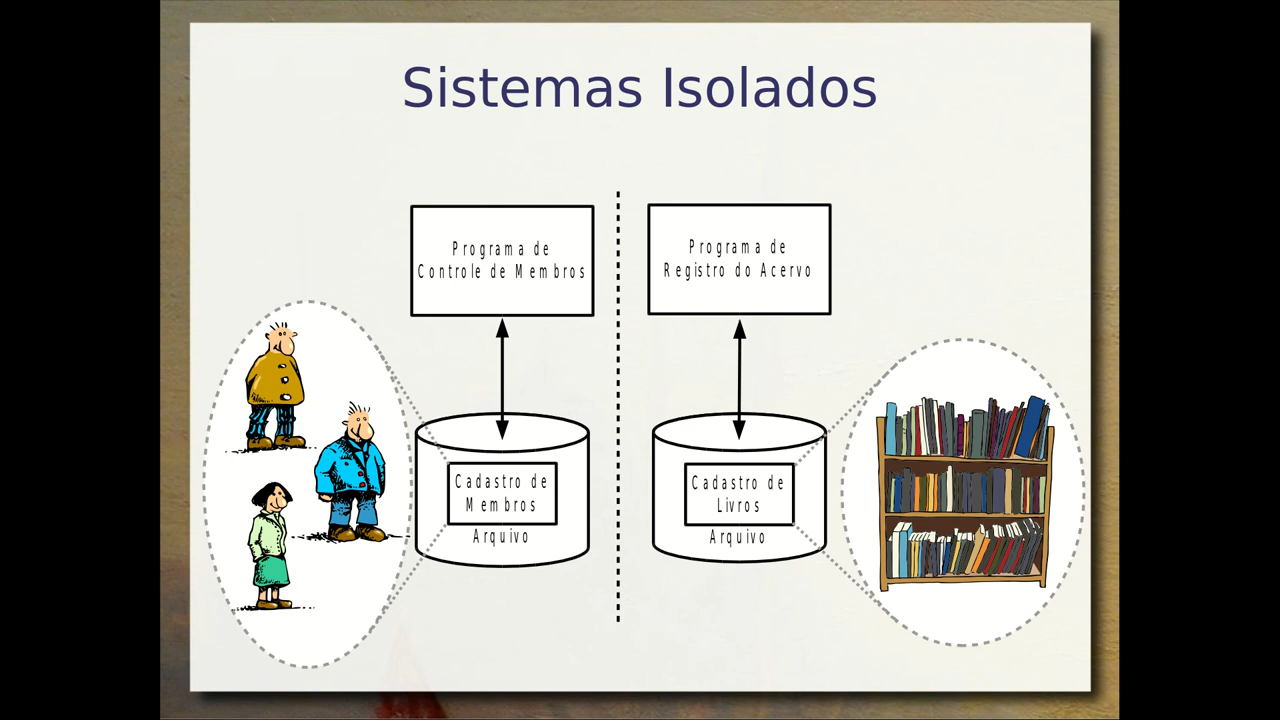 Sistemas Isolados
Programa de
Controle de Membros
Programa de
Registro do Acervo
Cadastro de
Membros
Arquivo
Cadastro de
Livros
Arquivo